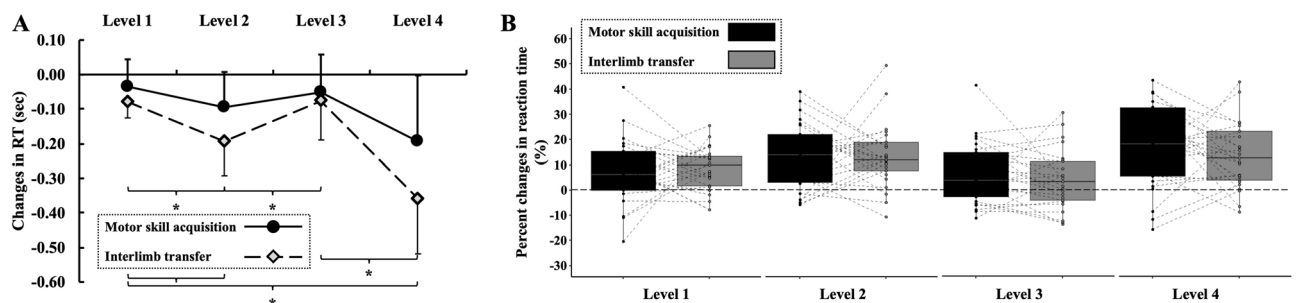 A
Level 1 Level 2 Level 3 Level 4
0.10
0.00
-0.10
-0.20
-0.30
-0.40
-0.50
-0.60
Changes in RT (sec)
* *
Motor skill acquisition
Interlimb transfer
* *
*
B
Motor skill acquisition
Interlimb transfer
Percent changes in reaction time
(%)
60
50
40
30
20
10
0
-10
-20
-30
Level 1 Level 2 Level 3 Level 4